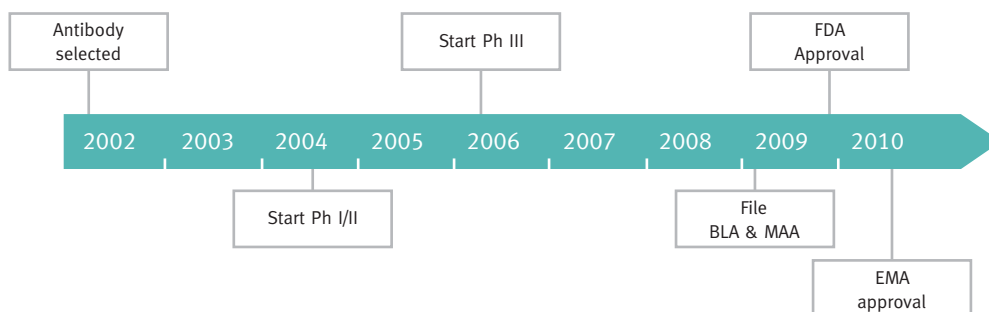 Antibody
selected
Start Ph III
FDA
Approval
2002 2003 2004 2005 2006 2007 2008 2009 2010
Start Ph I/II
File
BLA & MAA
EMA
approval